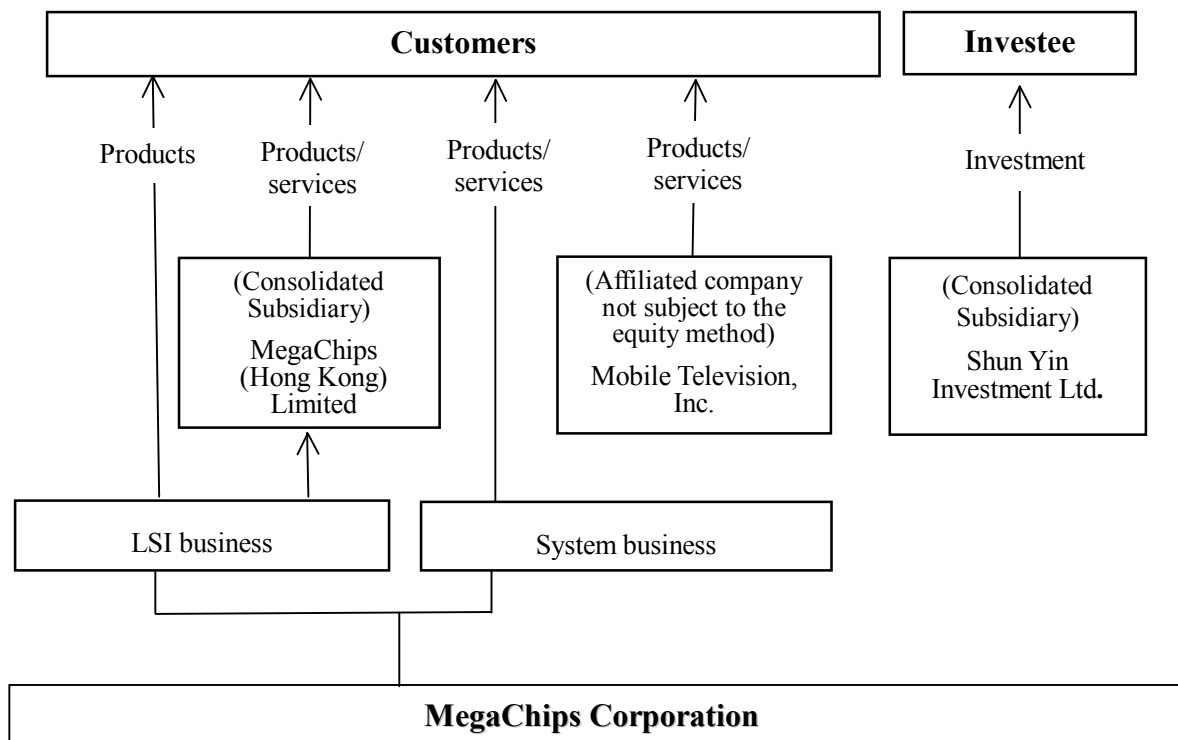 Customers
Investee
Products
Products/
services
Products/
services
Products/
services
Investment
(Consolidated
Subsidiary)
MegaChips
(Hong Kong)
Limited
(Affiliated company
not subject to the
equity method)
Mobile Television,
Inc.
(Consolidated
Subsidiary)
Shun Yin
Investment Ltd.
LSI business
System business
MegaChips Corporation